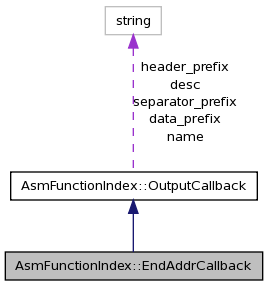 string
header_prefix
desc
separator_prefix
data_prefix
name
AsmFunctionIndex::OutputCallback
AsmFunctionIndex::EndAddrCallback